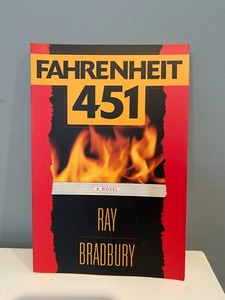 FAHRENHEIT
451
A NOVEL
RAY
BRADBURY